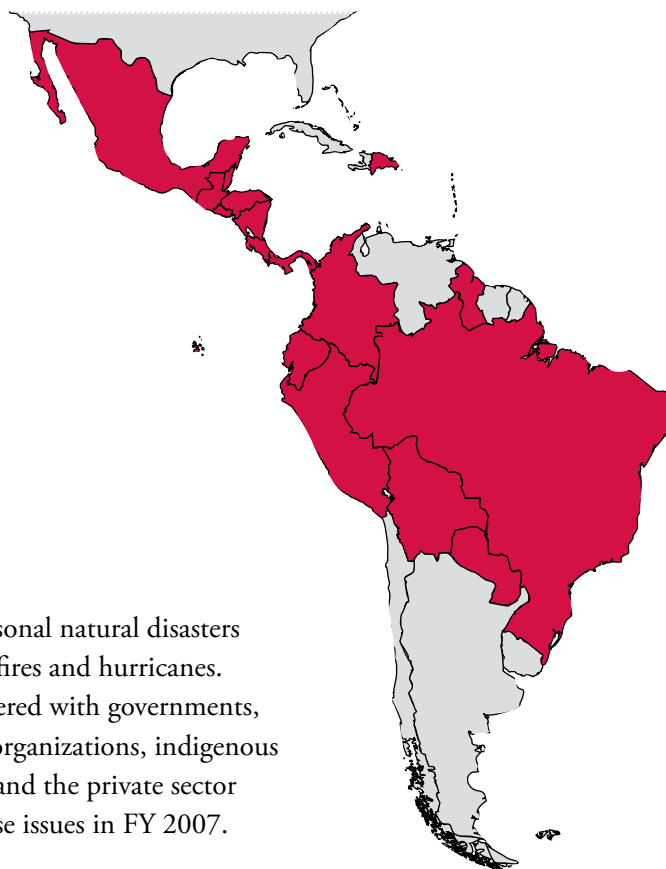 sonal natural disasters
fires and hurricanes.
ered with governments,
organizations, indigenous
and the private sector
se issues in FY 2007.